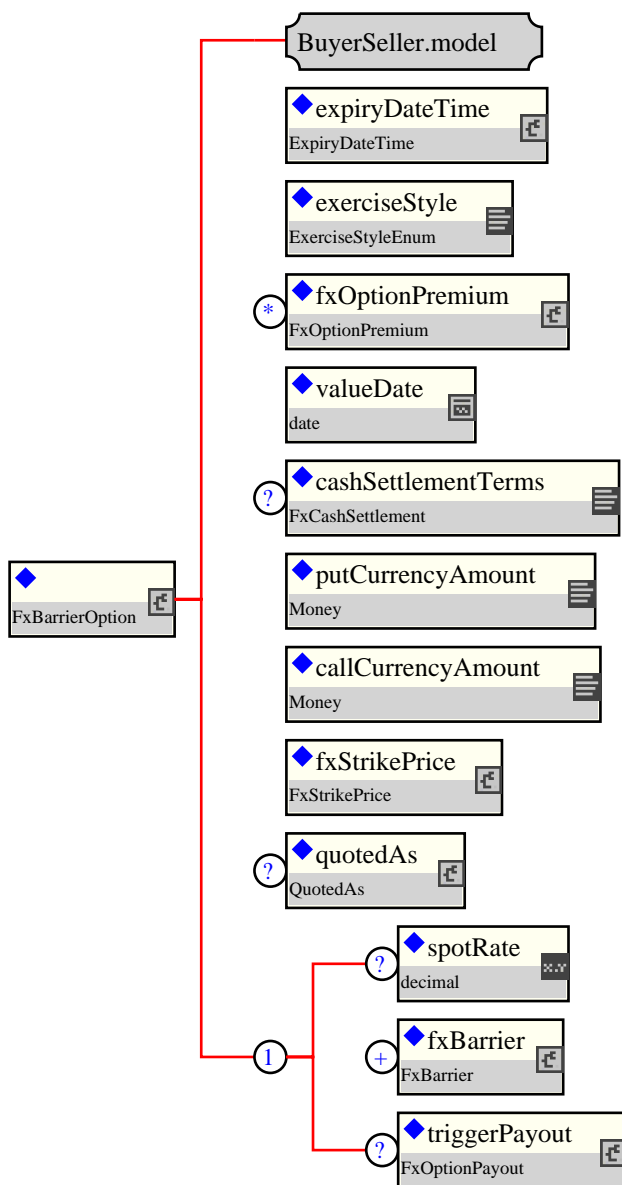 BuyerSeller.model
expiryDateTime
ExpiryDateTime
exerciseStyle
ExerciseStyleEnum
*
fxOptionPremium
FxOptionPremium
valueDate
date
?
cashSettlementTerms
FxCashSettlement
FxBarrierOption
putCurrencyAmount
Money
callCurrencyAmount
Money
fxStrikePrice
FxStrikePrice
?
quotedAs
QuotedAs
?
spotRate
decimal
X.Y
1
+
fxBarrier
FxBarrier
?
triggerPayout
FxOptionPayout